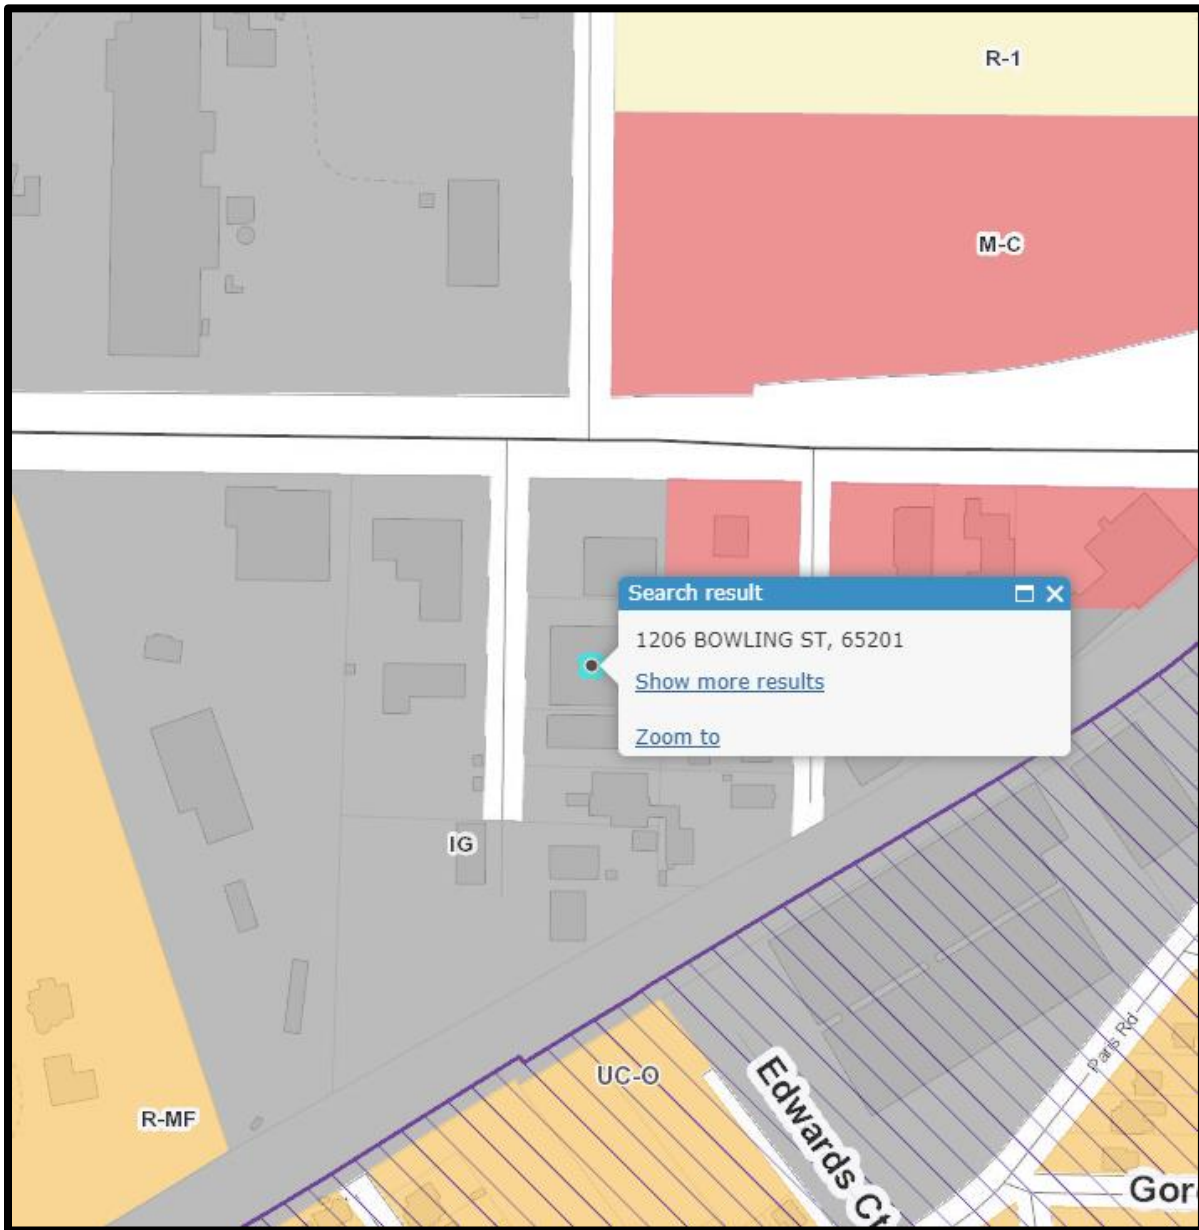 R-1
M-C
Search result
1206 BOWLING ST, 65201
Show more results
Zoom to
IG
Paris Rd
UC-O
Edwards Ct
R-MF
Gor